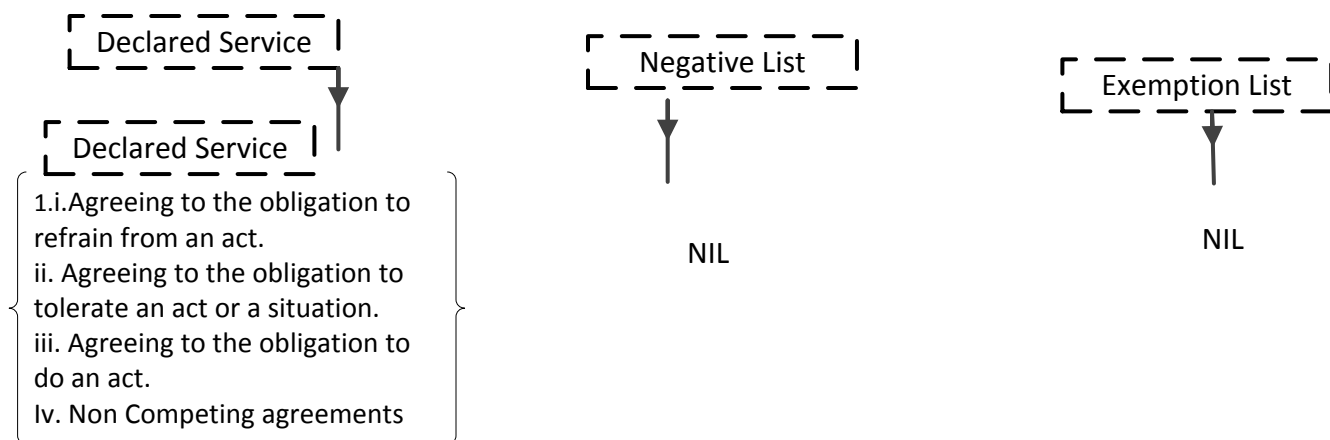 Declared Service
Negative List
Exemption List
Declared Service
1.i.Agreeing to the obligation to
refrain from an act.
ii. Agreeing to the obligation to
tolerate an act or a situation.
iii. Agreeing to the obligation to
do an act.
Iv. Non Competing agreements
NIL
NIL